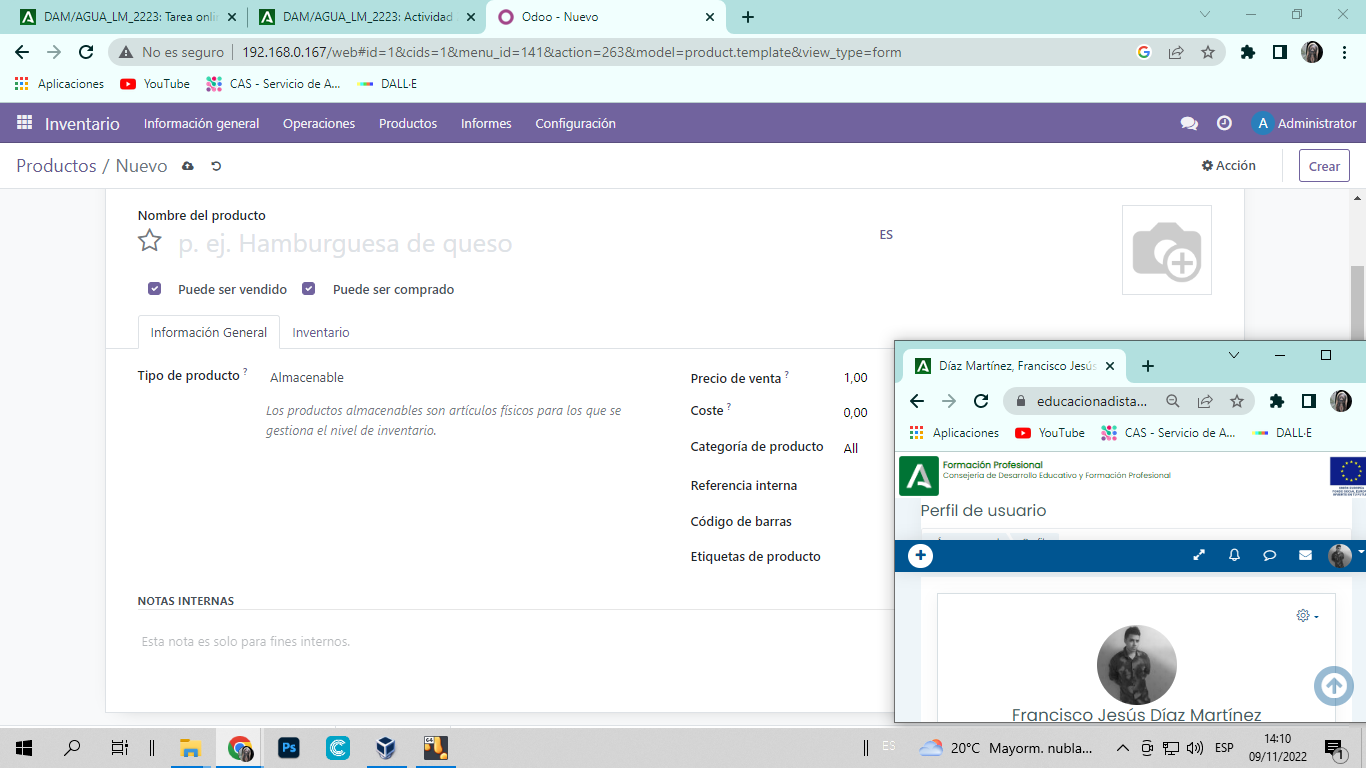 DAM/AGUA_LM_2223: Tarea onli
DAM/AGUA_LM_2223: Actividad
Odoo - Nuevo
No es seguro
192.168.0.167/web#id=1&cids=1&menu_id=141&action=263&model=product.template&view_type=form
Aplicaciones
YouTube
CAS - Servicio de A...
DALL·E
Inventario
Información general
Operaciones
Productos
Informes
Configuración
A
Administrator
Productos / Nuevo
Acción
Crear
Nombre del producto
p. ej. Hamburguesa de queso
ES
Puede ser vendido
Puede ser comprado
Información General
Inventario
Tipo de producto ?
Almacenable
Los productos almacenables son artículos físicos para los que se
gestiona el nivel de inventario.
Precio de venta ?
1,00
Coste ?
0,00
Categoría de producto
All
Referencia interna
Código de barras
Etiquetas de producto
NOTAS INTERNAS
Esta nota es solo para fines internos.
Díaz Martínez, Francisco Jesús
educacionadista...
Aplicaciones
YouTube
CAS - Servicio de A...
DALL·E
Formación Profesional
Consejería de Desarrollo Educativo y Formación Profesional
Perfil de usuario
Francisco Jesús Díaz Martínez
Ps
64
ES
20°C Mayorm. nubla...
ESP
14:10
09/11/2022
1